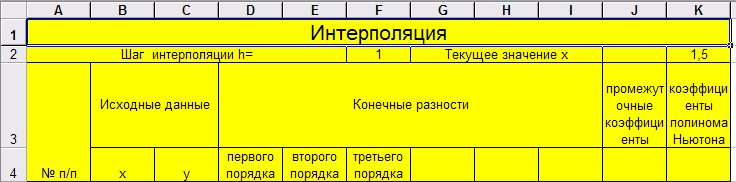 A B C D E F G H I J K
1 Интерполяция
2 Шаг интерполяции h= 1 Текущее значение x 1,5
3 Исходные данные Конечные разности промежут очные коэффици енты коэффици енты полинома Ньютона
4 № п/п x y первого порядка второго порядка третьего порядка